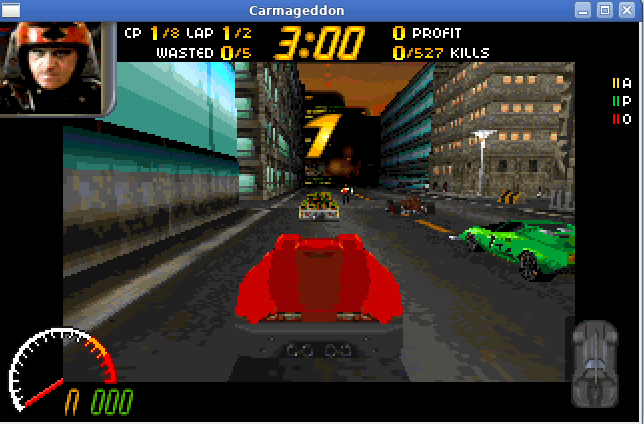 Carmageddon
CP 1/8 LAP 1/2
WASTED 0/5
3:00
0 PROFIT
0/527 KILLS
A
P
O
1
n 000